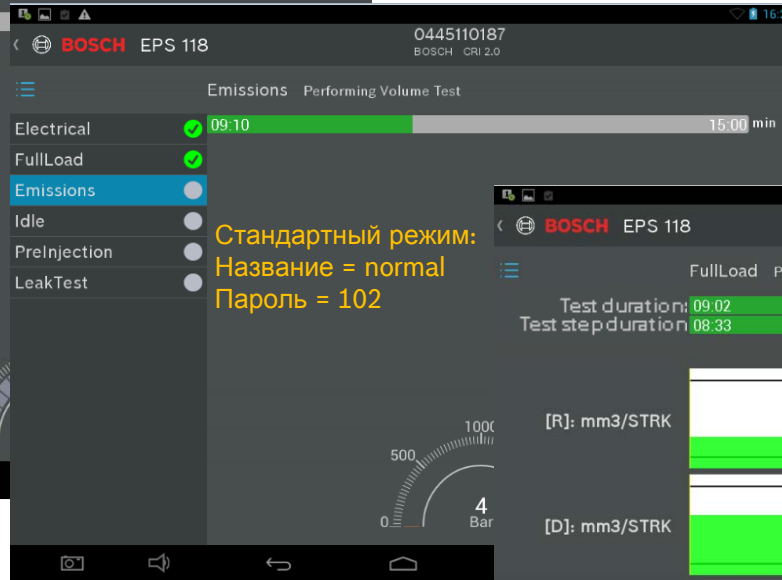 16:2
BOSCH EPS 118
0445110187
BOSCH CRI 2.0
Emissions Performing Volume Test
09:10 15:00 min
Electrical
FullLoad
Emissions
Idle
PreInjection
LeakTest
Стандартный режим:
Название = normal
Пароль = 102
500
1000
0
4
Bar
BOSCH EPS 118
FullLoad P
Test duration: 09:02
Test step duration 08:33
[R]: mm3/STRK
[D]: mm3/STRK